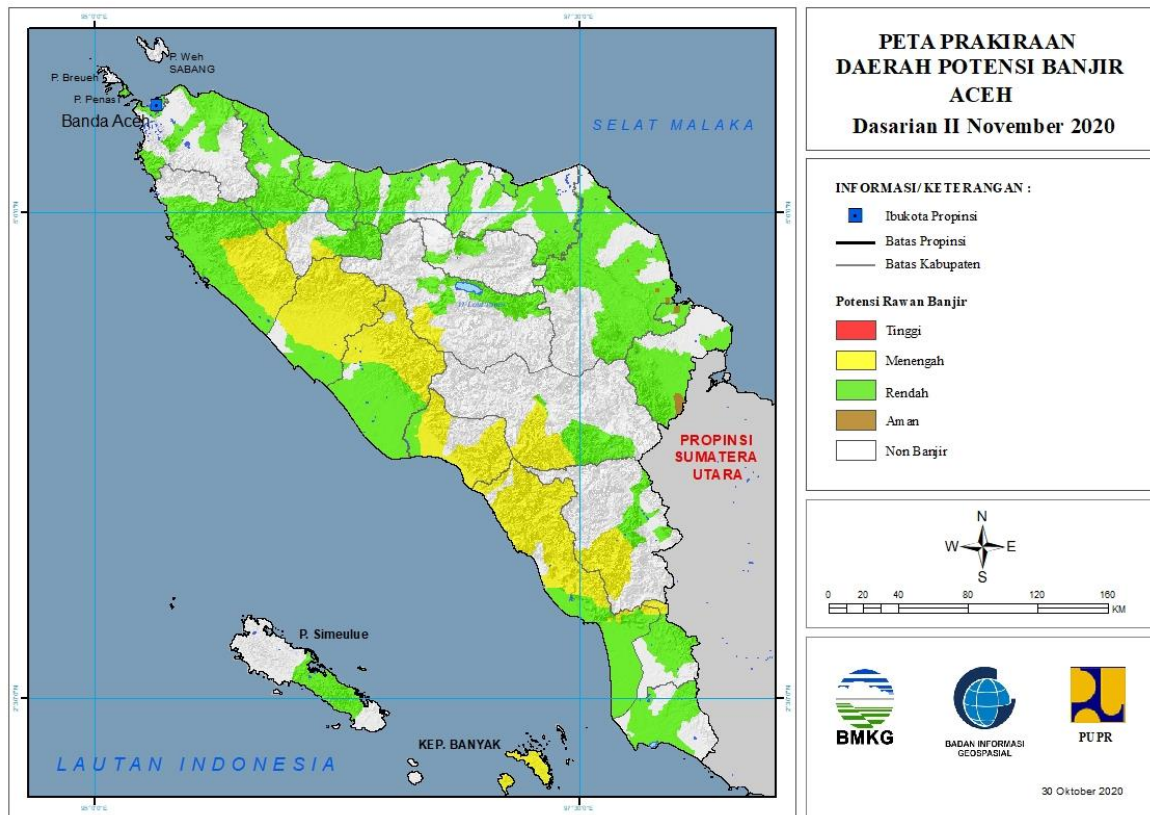 PETA PRAKIRAAN
DAERAH POTENSI BANJIR
ACEH
Dasarian II November 2020
INFORMASI/ KETERANGAN :
Ibukota Propinsi
Batas Propinsi
Batas Kabupaten
Potensi Rawan Banjir
Tinggi
Menengah
Rendah
Aman
Non Banjir
N
W E
S
0 20 40 80 120 160
KM
BMKG
BADAN INFORMASI
GEOSPASIAL
PUPR
30 Oktober 2020
P. Weh
SABANG
P. Breueh
P. Penasi
Banda Aceh
SELAT MALAKA
PROPINSI
SUMATERA
UTARA
P. Simeulue
KEP. BANYAK
LAUTAN INDONESIA